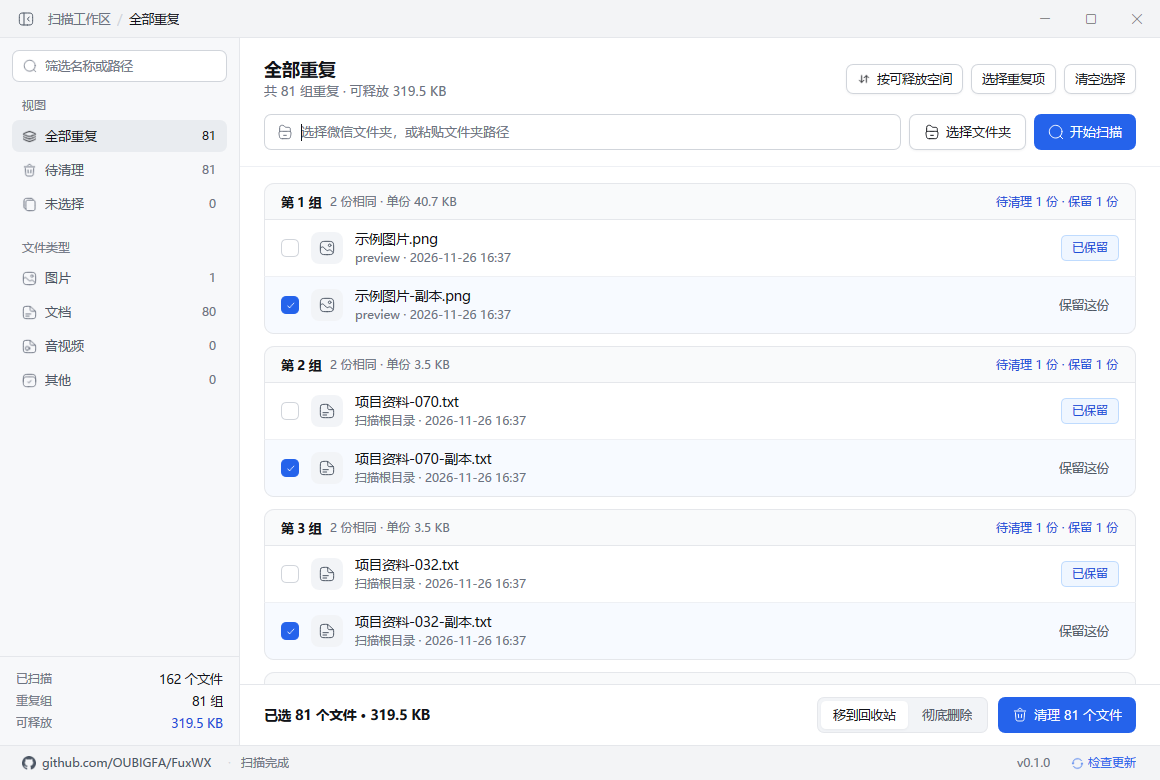 扫描工作区 / 全部重复
筛选名称或路径
视图
全部重复 81
待清理 81
未选择 0
文件类型
图片 1
文档 80
音视频 0
其他 0
已扫描 162 个文件
重复组 81 组
可释放 319.5 KB
全部重复
共 81 组重复 · 可释放 319.5 KB
按可释放空间 选择重复项 清空选择
选择微信文件夹，或粘贴文件夹路径 选择文件夹 开始扫描
第 1 组 2 份相同 · 单份 40.7 KB 待清理 1 份 · 保留 1 份
示例图片.png
preview · 2026-11-26 16:37
已保留
示例图片-副本.png
preview · 2026-11-26 16:37
保留这份
第 2 组 2 份相同 · 单份 3.5 KB 待清理 1 份 · 保留 1 份
项目资料-070.txt
扫描根目录 · 2026-11-26 16:37
已保留
项目资料-070-副本.txt
扫描根目录 · 2026-11-26 16:37
保留这份
第 3 组 2 份相同 · 单份 3.5 KB 待清理 1 份 · 保留 1 份
项目资料-032.txt
扫描根目录 · 2026-11-26 16:37
已保留
项目资料-032-副本.txt
扫描根目录 · 2026-11-26 16:37
保留这份
已选 81 个文件 • 319.5 KB 移到回收站 彻底删除 清理 81 个文件
github.com/OUBIGFA/FuxWX · 扫描完成 v0.1.0 检查更新